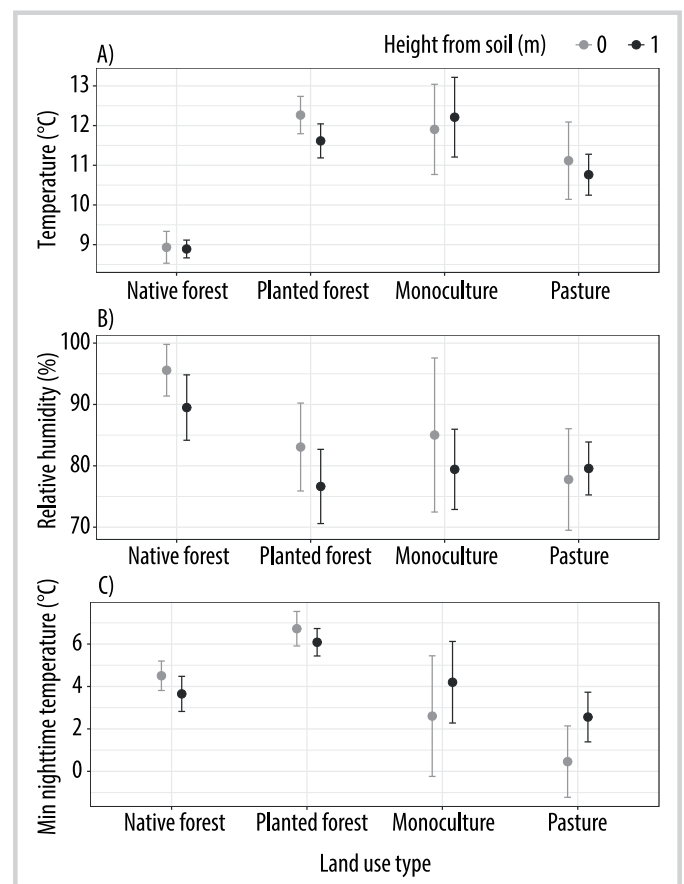 Height from soil (m) 0 1
A)
Temperature (°C)
13
12
11
10
9
Native forest Planted forest Monoculture Pasture
B)
Relative humidity (%)
100
90
80
70
Native forest Planted forest Monoculture Pasture
C)
Min nighttime temperature (°C)
6
4
2
0
Native forest Planted forest Monoculture Pasture
Land use type